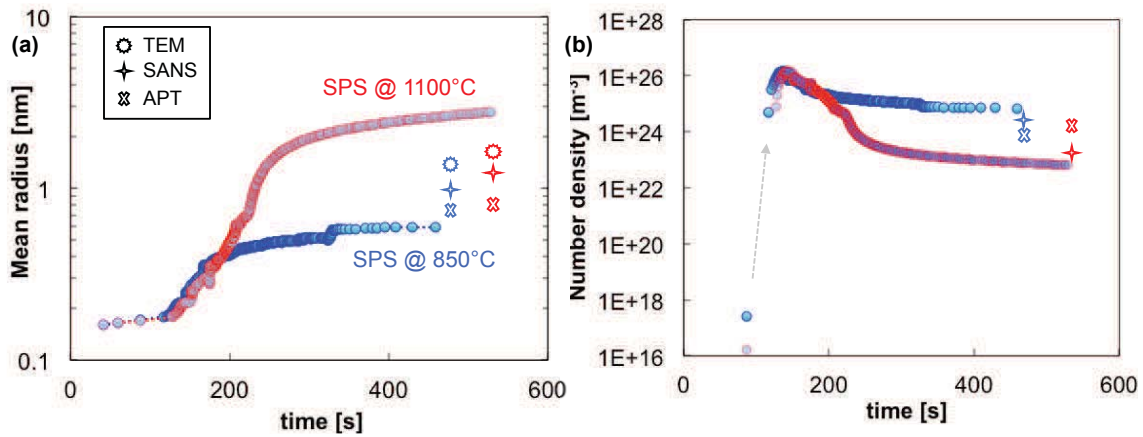 (a)
10
1
0.1
Mean radius [nm]
TEM
SANS
APT
SPS @ 1100°C
SPS @ 850°C
0 200 400 600
time [s]
(b)
1E+28
1E+26
1E+24
1E+22
1E+20
1E+18
1E+16
Number density [m⁻³]
0 200 400 600
time [s]